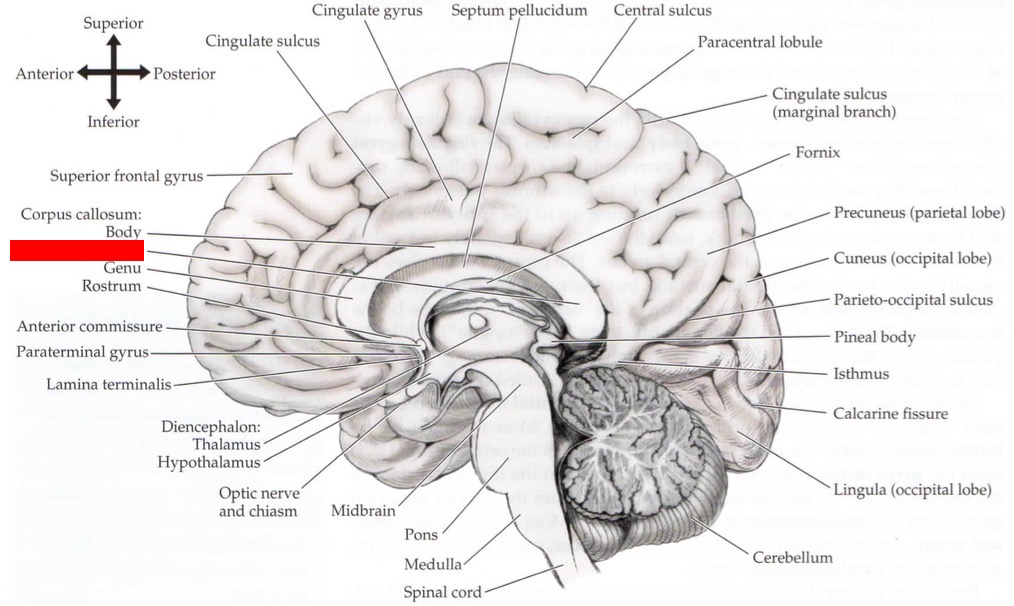 Cingulate gyrus
Septum pellucidum
Central sulcus
Superior
Cingulate sulcus
Paracentral lobule
Anterior
Posterior
Inferior
Cingulate sulcus
(marginal branch)
Fornix
Superior frontal gyrus
Corpus callosum:
Body
Genu
Rostrum
Precuneus (parietal lobe)
Cuneus (occipital lobe)
Parieto-occipital sulcus
Anterior commissure
Paraterminal gyrus
Lamina terminalis
Pineal body
Isthmus
Calcarine fissure
Diencephalon:
Thalamus
Hypothalamus
Optic nerve
and chiasm
Midbrain
Pons
Medulla
Spinal cord
Lingula (occipital lobe)
Cerebellum